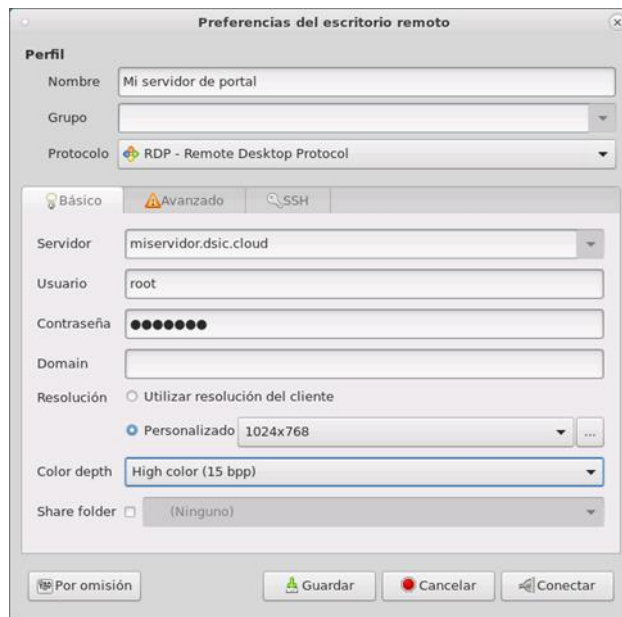 Preferencias del escritorio remoto
Perfil
Nombre Mi servidor de portal
Grupo
Protocolo RDP - Remote Desktop Protocol
Básico Avanzado SSH
Servidor miservidor.dsic.cloud
Usuario root
Contraseña ●●●●●●●
Domain
Resolución Utilizar resolución del cliente
Personalizado 1024x768 ...
Color depth High color (15 bpp)
Share folder (Ninguno)
Por omisión Guardar Cancelar Conectar